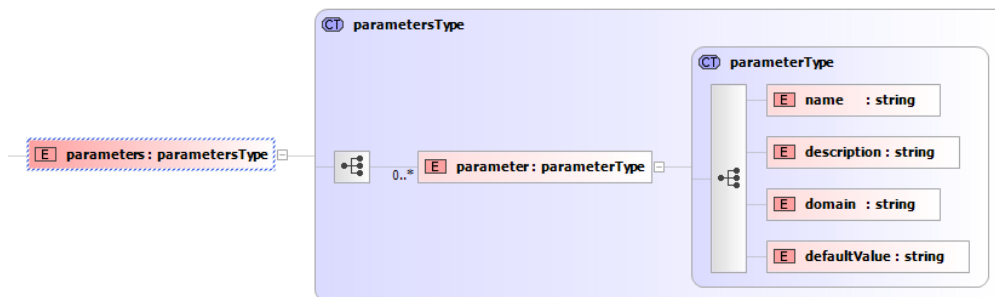 CT parametersType
CT parameterType
E name : string
E description : string
E parameters : parametersType
0..* E parameter : parameterType
E domain : string
E defaultValue : string